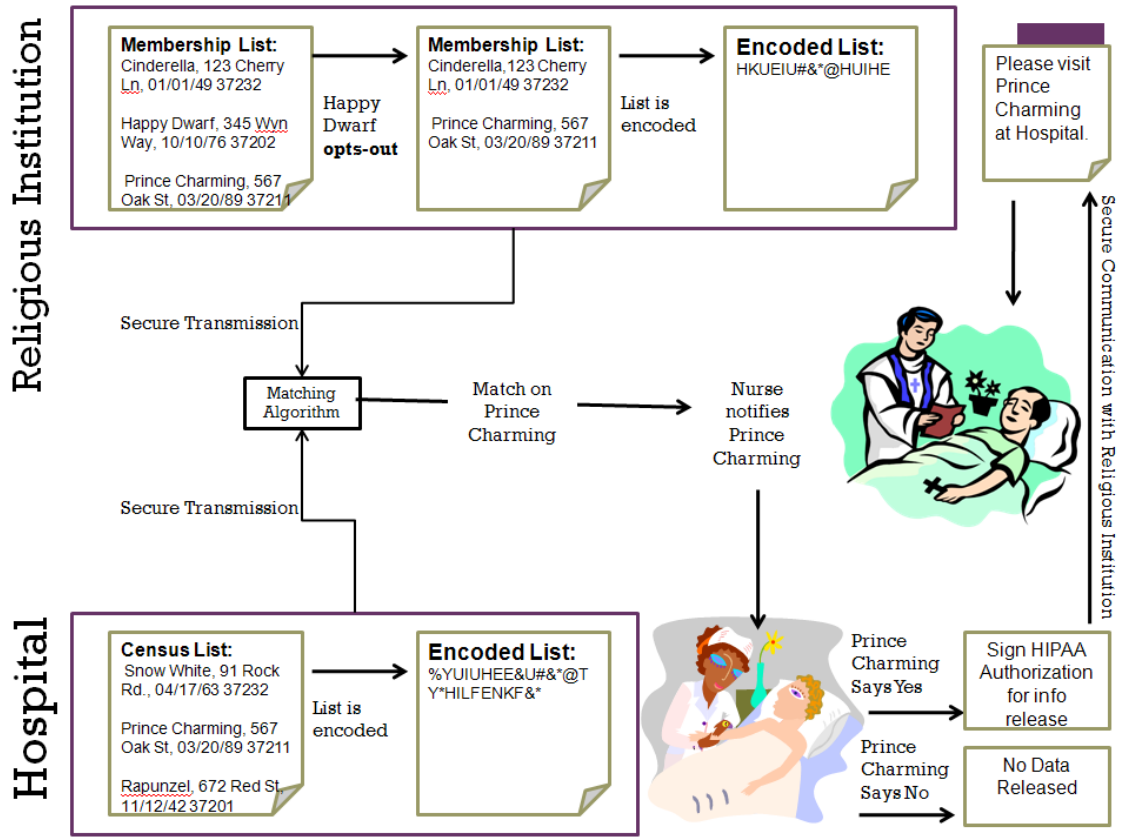 Religious Institution
Membership List:
Cinderella, 123 Cherry
Ln, 01/01/49 37232
Happy Dwarf, 345 Wyn
Way, 10/10/76 37202
Prince Charming, 567
Oak St, 03/20/89 37211
Happy
Dwarf
opts-out
Membership List:
Cinderella,123 Cherry
Ln, 01/01/49 37232
Prince Charming, 567
Oak St, 03/20/89 37211
List is
encoded
Encoded List:
HKUEIU#&*@HUIHE
Please visit
Prince
Charming
at Hospital.
Secure Transmission
Matching
Algorithm
Match on
Prince
Charming
Nurse
notifies
Prince
Charming
Secure Transmission
Secure Communication with Religious Institution
Hospital
Census List:
Snow White, 91 Rock
Rd., 04/17/63 37232
Prince Charming, 567
Oak St, 03/20/89 37211
Rapunzel, 672 Red St,
11/12/42 37201
List is
encoded
Encoded List:
%YUIUHEE&U#&*@T
Y*HILFENKF&*
Prince
Charming
Says Yes
Sign HIPAA
Authorization
for info
release
Prince
Charming
Says No
No Data
Released